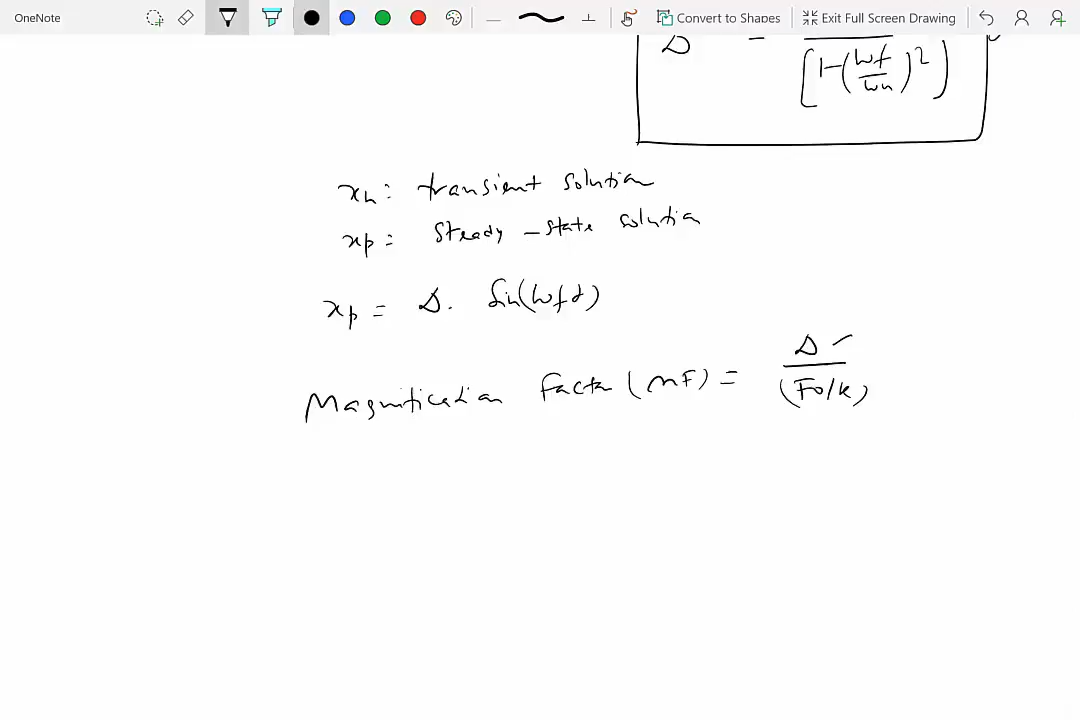 OneNote
Convert to Shapes
Exit Full Screen Drawing
Δ =
[1-(ωf/ωn)²]
xh: transient solution
xp: steady-state solution
xp = Δ. Sin(ωft)
Magnification Factor (MF) = Δ/(Fo/k)